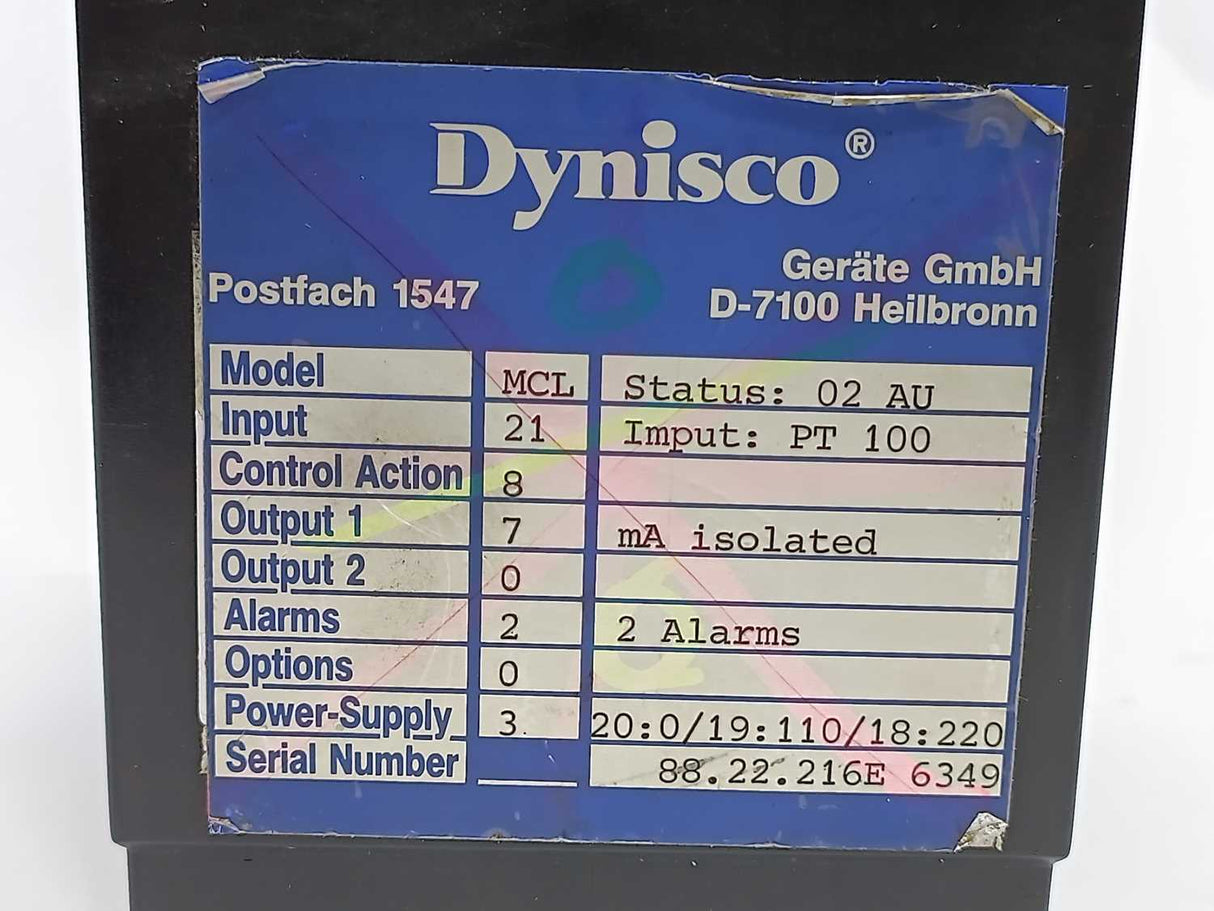 Dynisco®
Geräte GmbH
Postfach 1547 D-7100 Heilbronn
Model MCL Status: 02 AU
Input 21 Imput: PT 100
Control Action 8
Output 1 7 mA isolated
Output 2 0
Alarms 2 2 Alarms
Options 0
Power-Supply 3 20:0/19:110/18:220
Serial Number 88.22.216E 6349